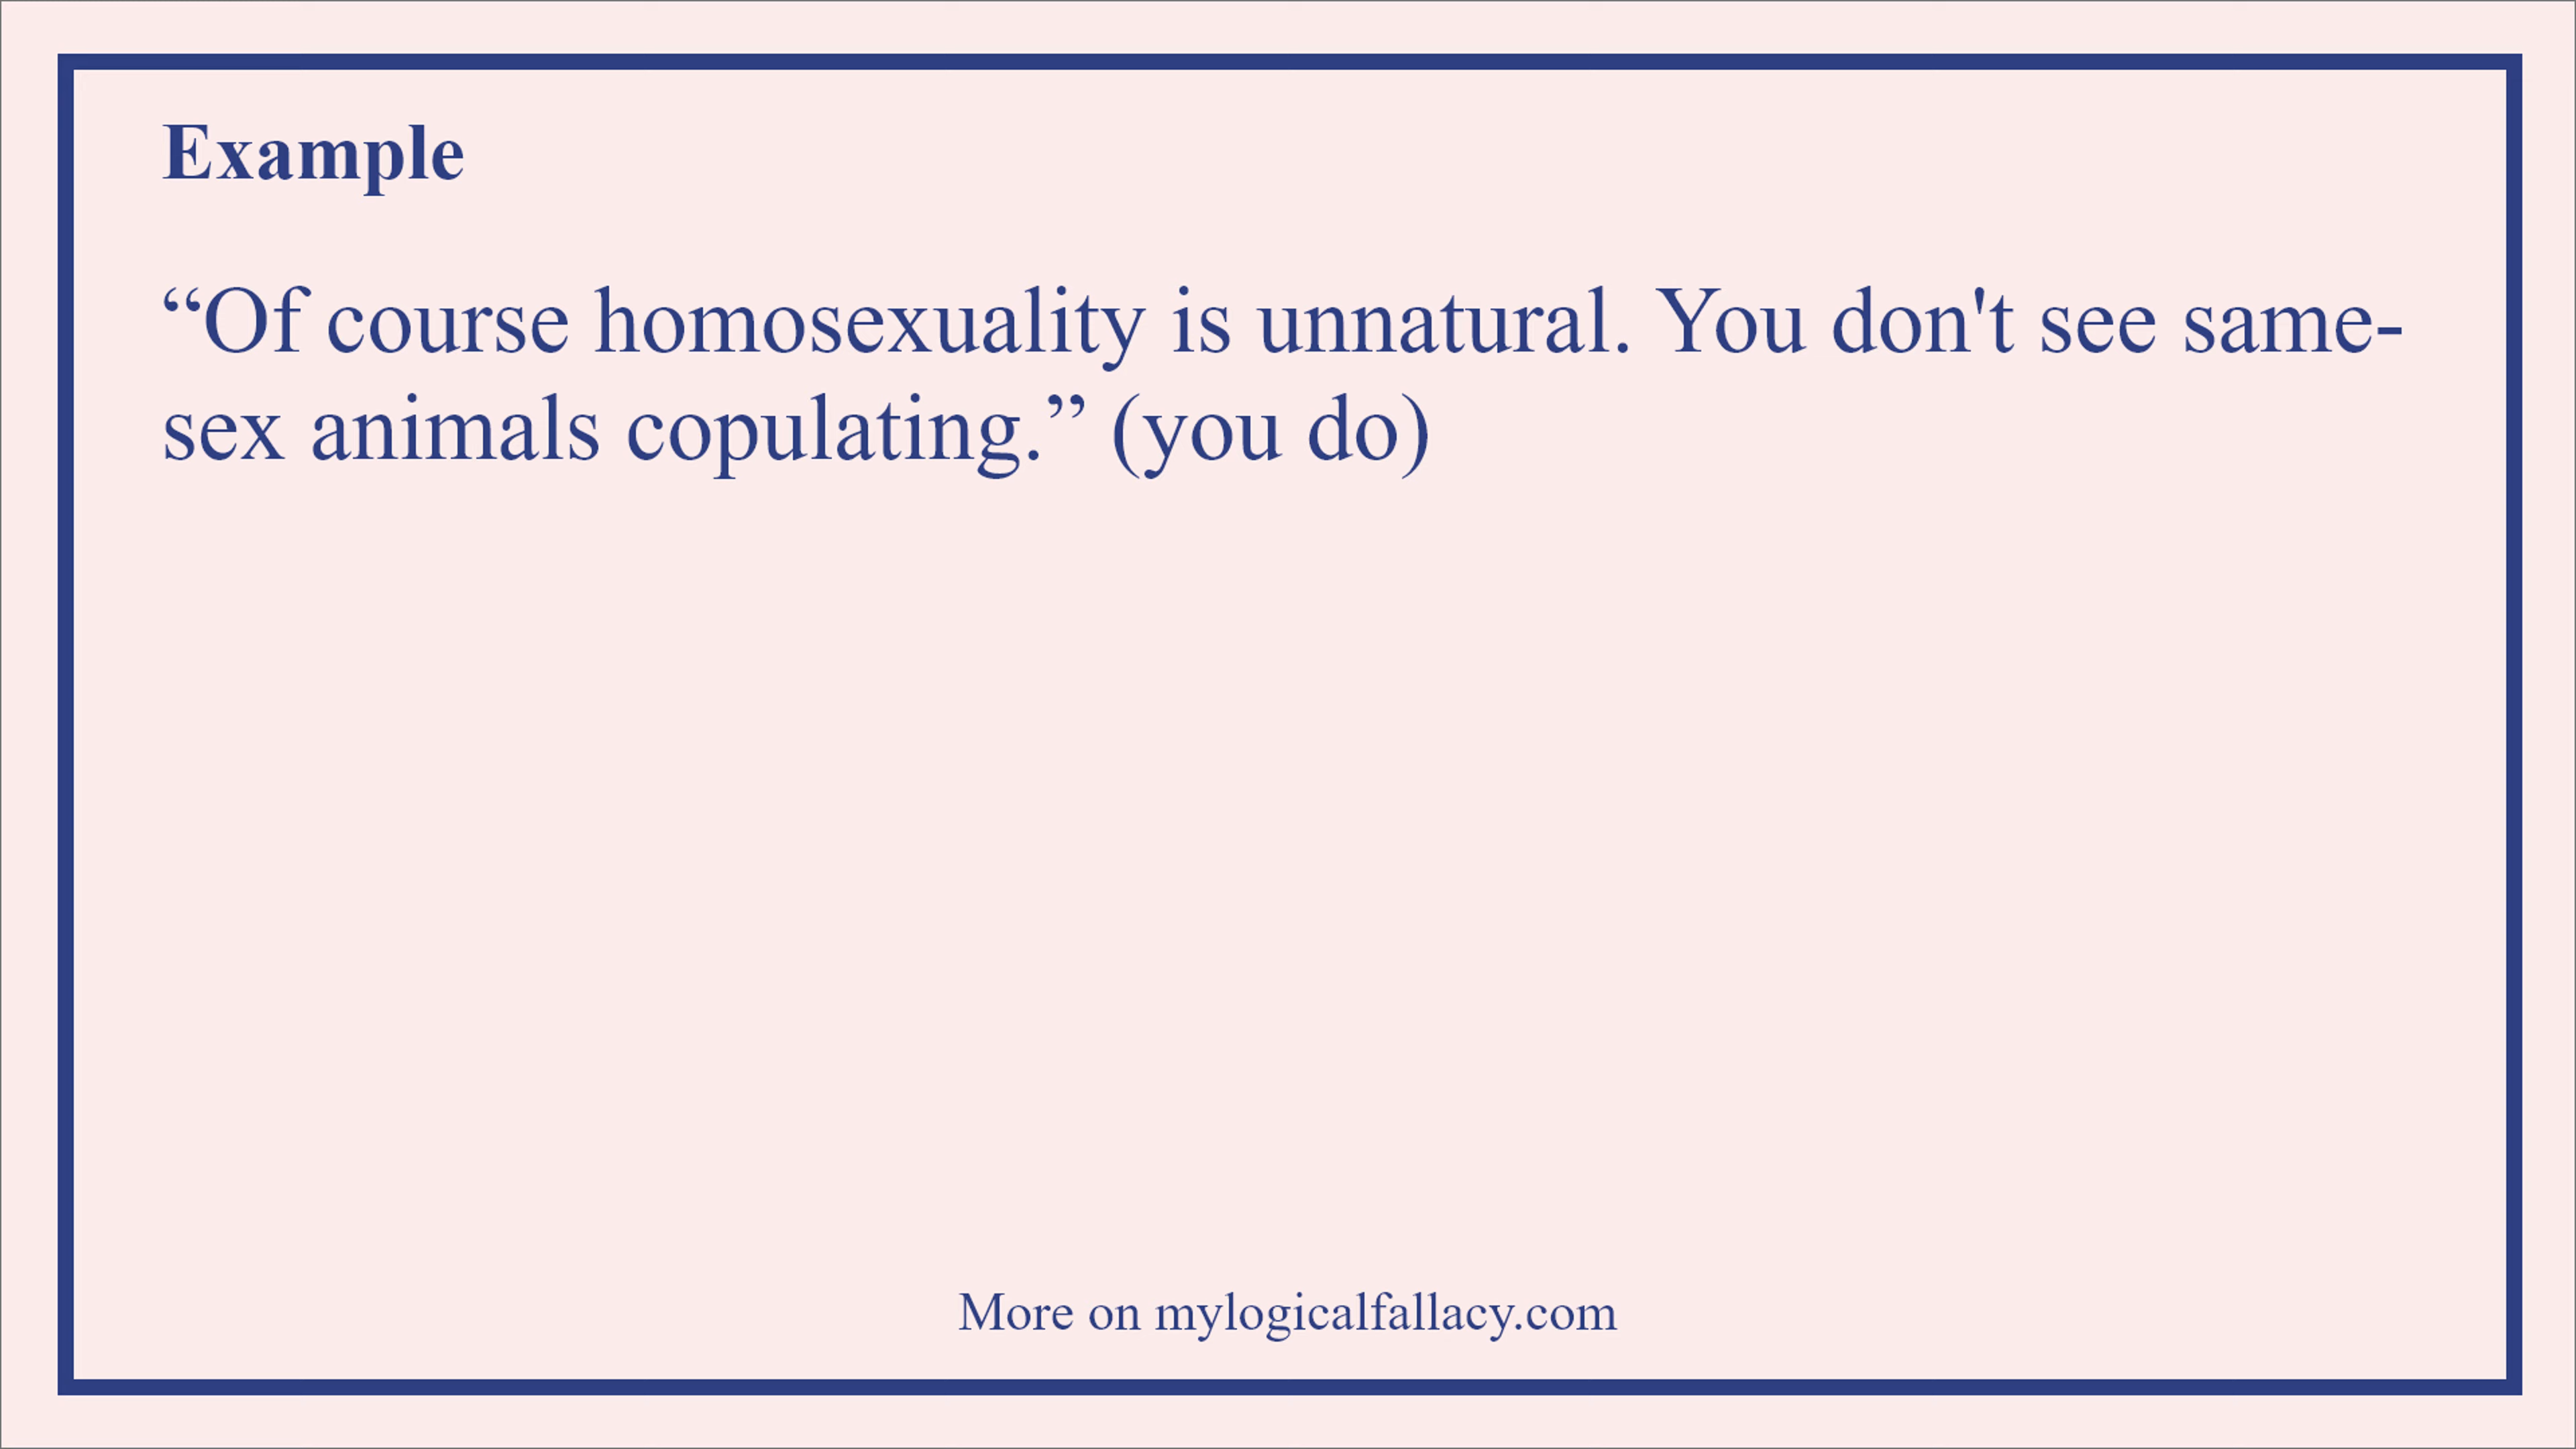 Example
“Of course homosexuality is unnatural. You don't see same-
sex animals copulating.” (you do)
More on mylogicalfallacy.com